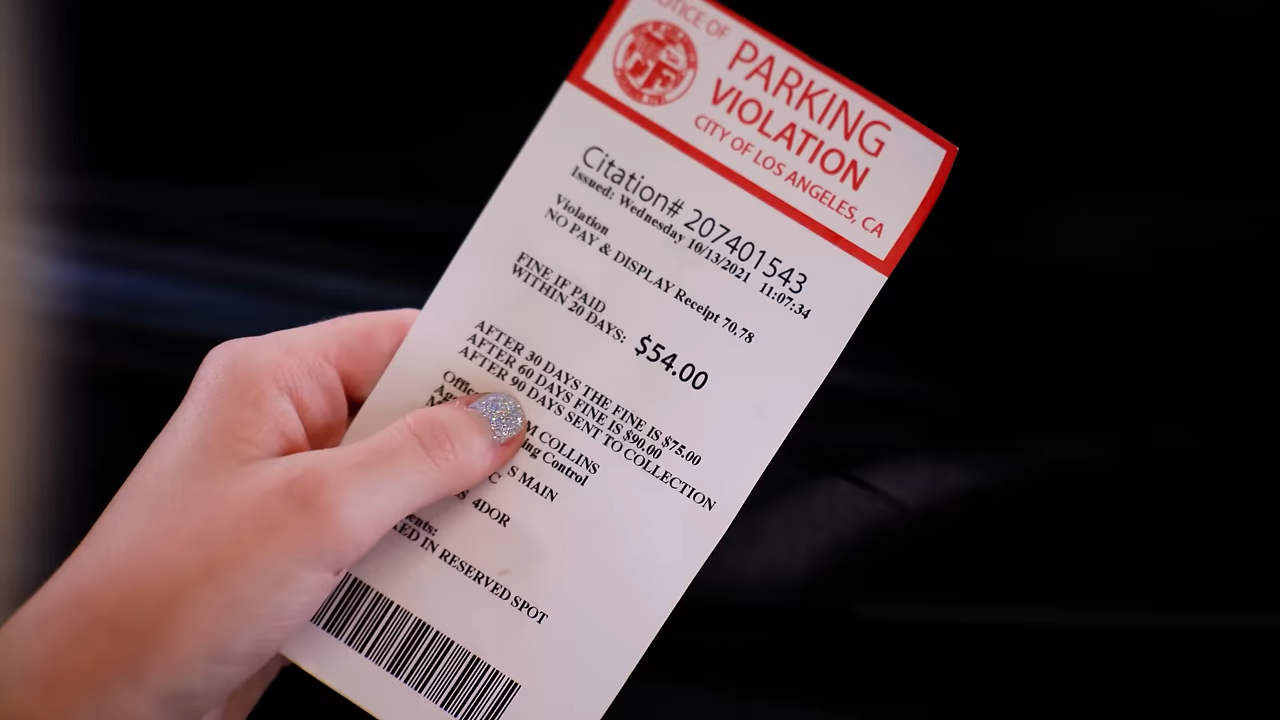 OTICE OF
PARKING
VIOLATION
CITY OF LOS ANGELES, CA
Citation# 207401543
Issued: Wednesday 10/13/2021 11:07:34
Violation
NO PAY & DISPLAY Receipt 70.78
FINE IF PAID
WITHIN 20 DAYS: $54.00
AFTER 30 DAYS THE FINE IS $75.00
AFTER 60 DAYS FINE IS $90.00
AFTER 90 DAYS SENT TO COLLECTION
Offic M COLLINS
Ag ing Control
S MAIN
C
4DOR
ents:
KED IN RESERVED SPOT